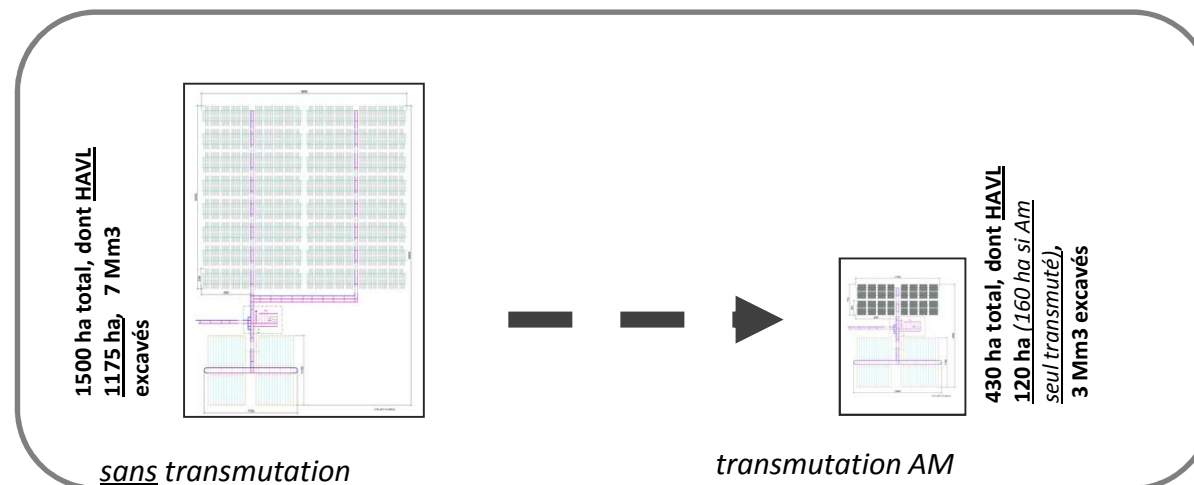 1500 ha total, dont HAVL
1175 ha, 7 Mm3
excavés
sans transmutation
430 ha total, dont HAVL
120 ha (160 ha si Am
seul transmuté),
3 Mm3 excavés
transmutation AM